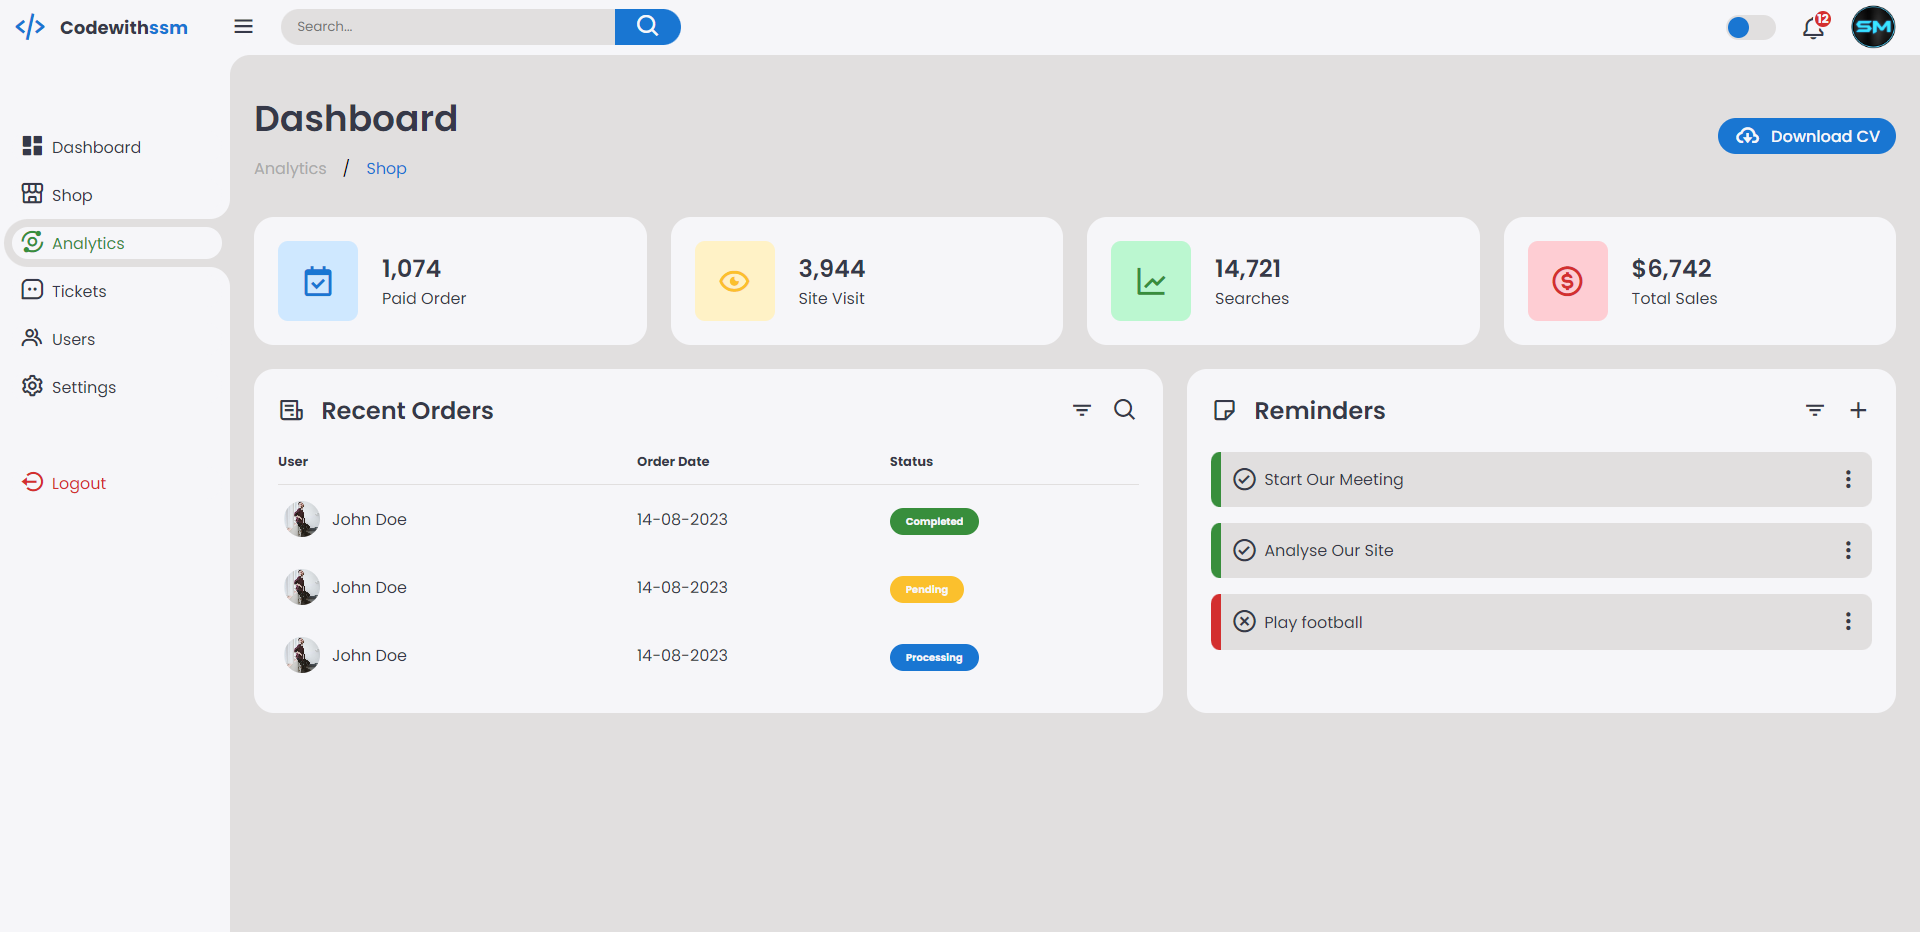 Codewithssm
Search...
12
SM
Dashboard
Shop
Analytics
Tickets
Users
Settings
Logout
Dashboard
Analytics / Shop
Download CV
1,074
Paid Order
3,944
Site Visit
14,721
Searches
$6,742
Total Sales
Recent Orders
User Order Date Status
John Doe 14-08-2023 Completed
John Doe 14-08-2023 Pending
John Doe 14-08-2023 Processing
Reminders
Start Our Meeting
Analyse Our Site
Play football